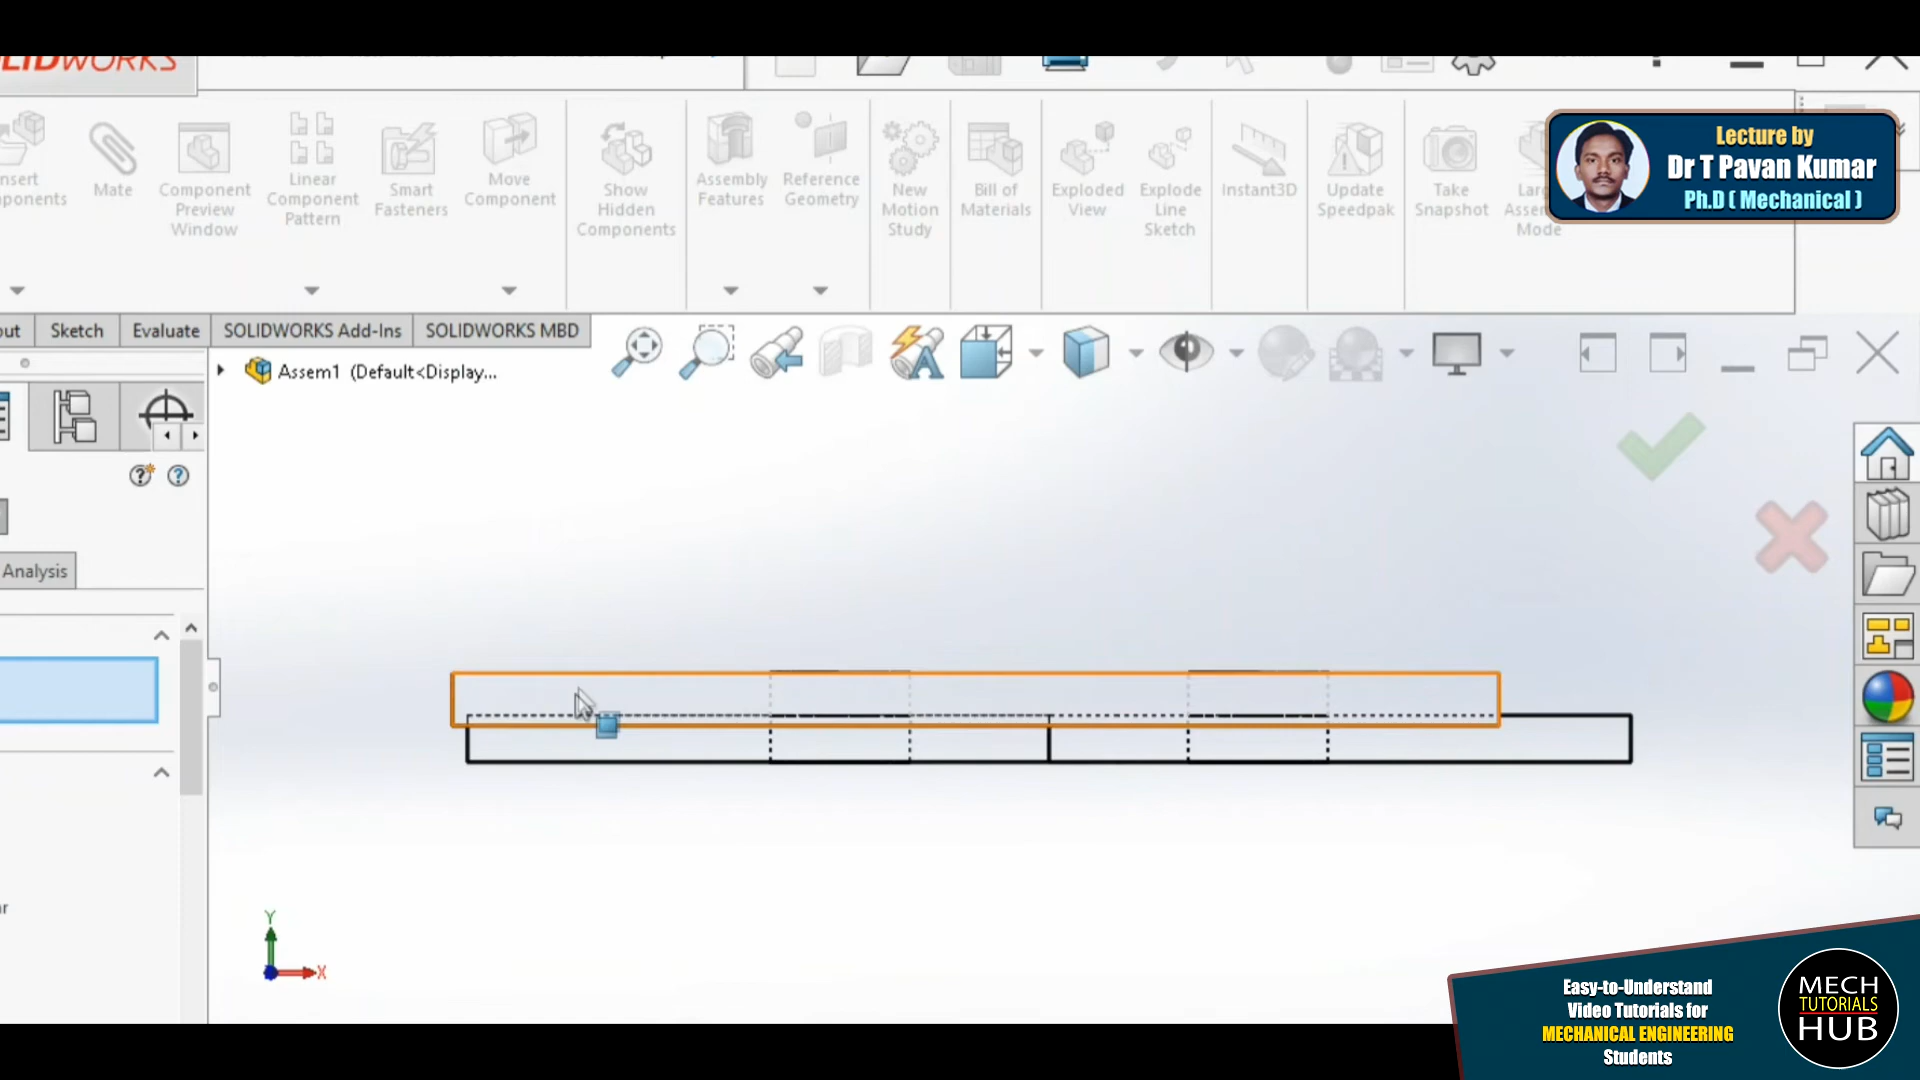 SOLIDWORKS
Insert
Components
Mate
Component
Preview
Window
Linear
Component
Pattern
Smart
Fasteners
Move
Component
Show
Hidden
Components
Assembly
Features
Reference
Geometry
New
Motion
Study
Bill of
Materials
Exploded
View
Explode
Line
Sketch
Instant3D
Update
Speedpak
Take
Snapshot
Mode
Lecture by
Dr T Pavan Kumar
Ph.D ( Mechanical )
out
Sketch
Evaluate
SOLIDWORKS Add-Ins
SOLIDWORKS MBD
Assem1 (Default<Display...
Analysis
Y
X
Easy-to-Understand
Video Tutorials for
MECHANICAL ENGINEERING
Students
MECH
TUTORIALS
HUB